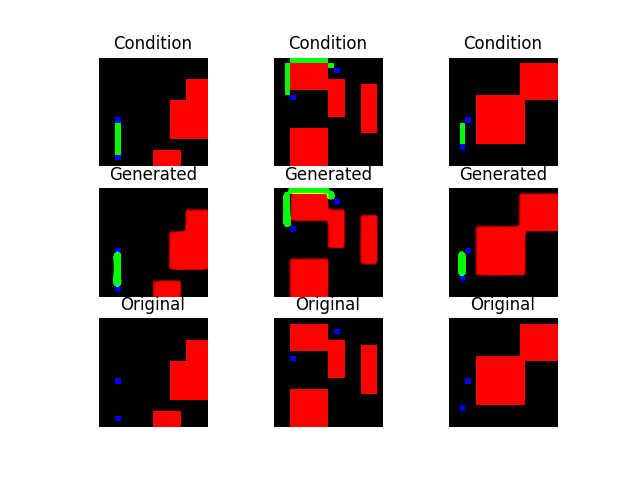 Condition Condition Condition
Generated Generated Generated
Original Original Original